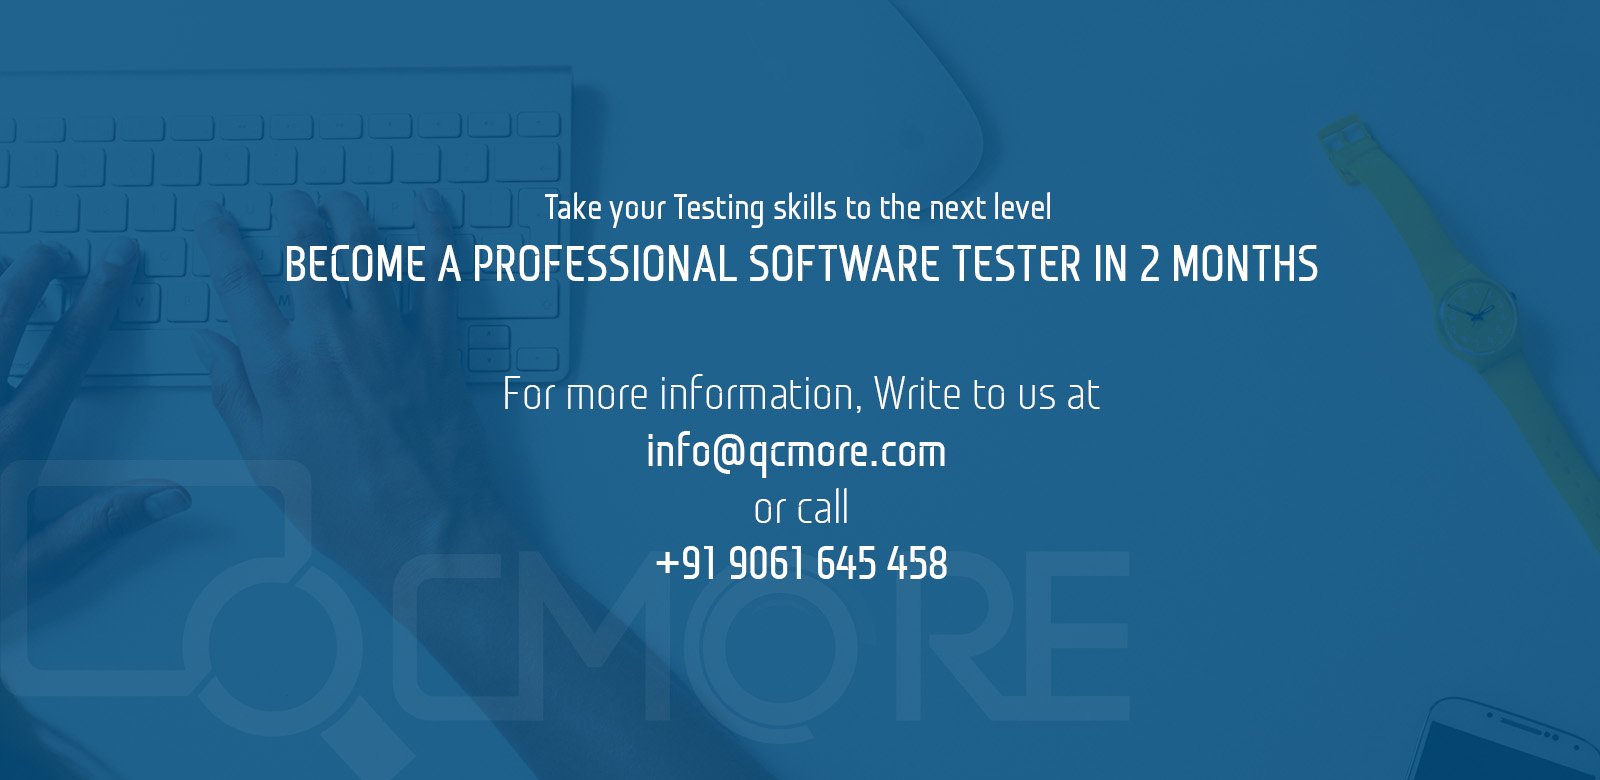 Take your Testing skills to the next level
BECOME A PROFESSIONAL SOFTWARE TESTER IN 2 MONTHS
For more information, Write to us at
info@qcmore.com
or call
+91 9061 645 458
QCMORE